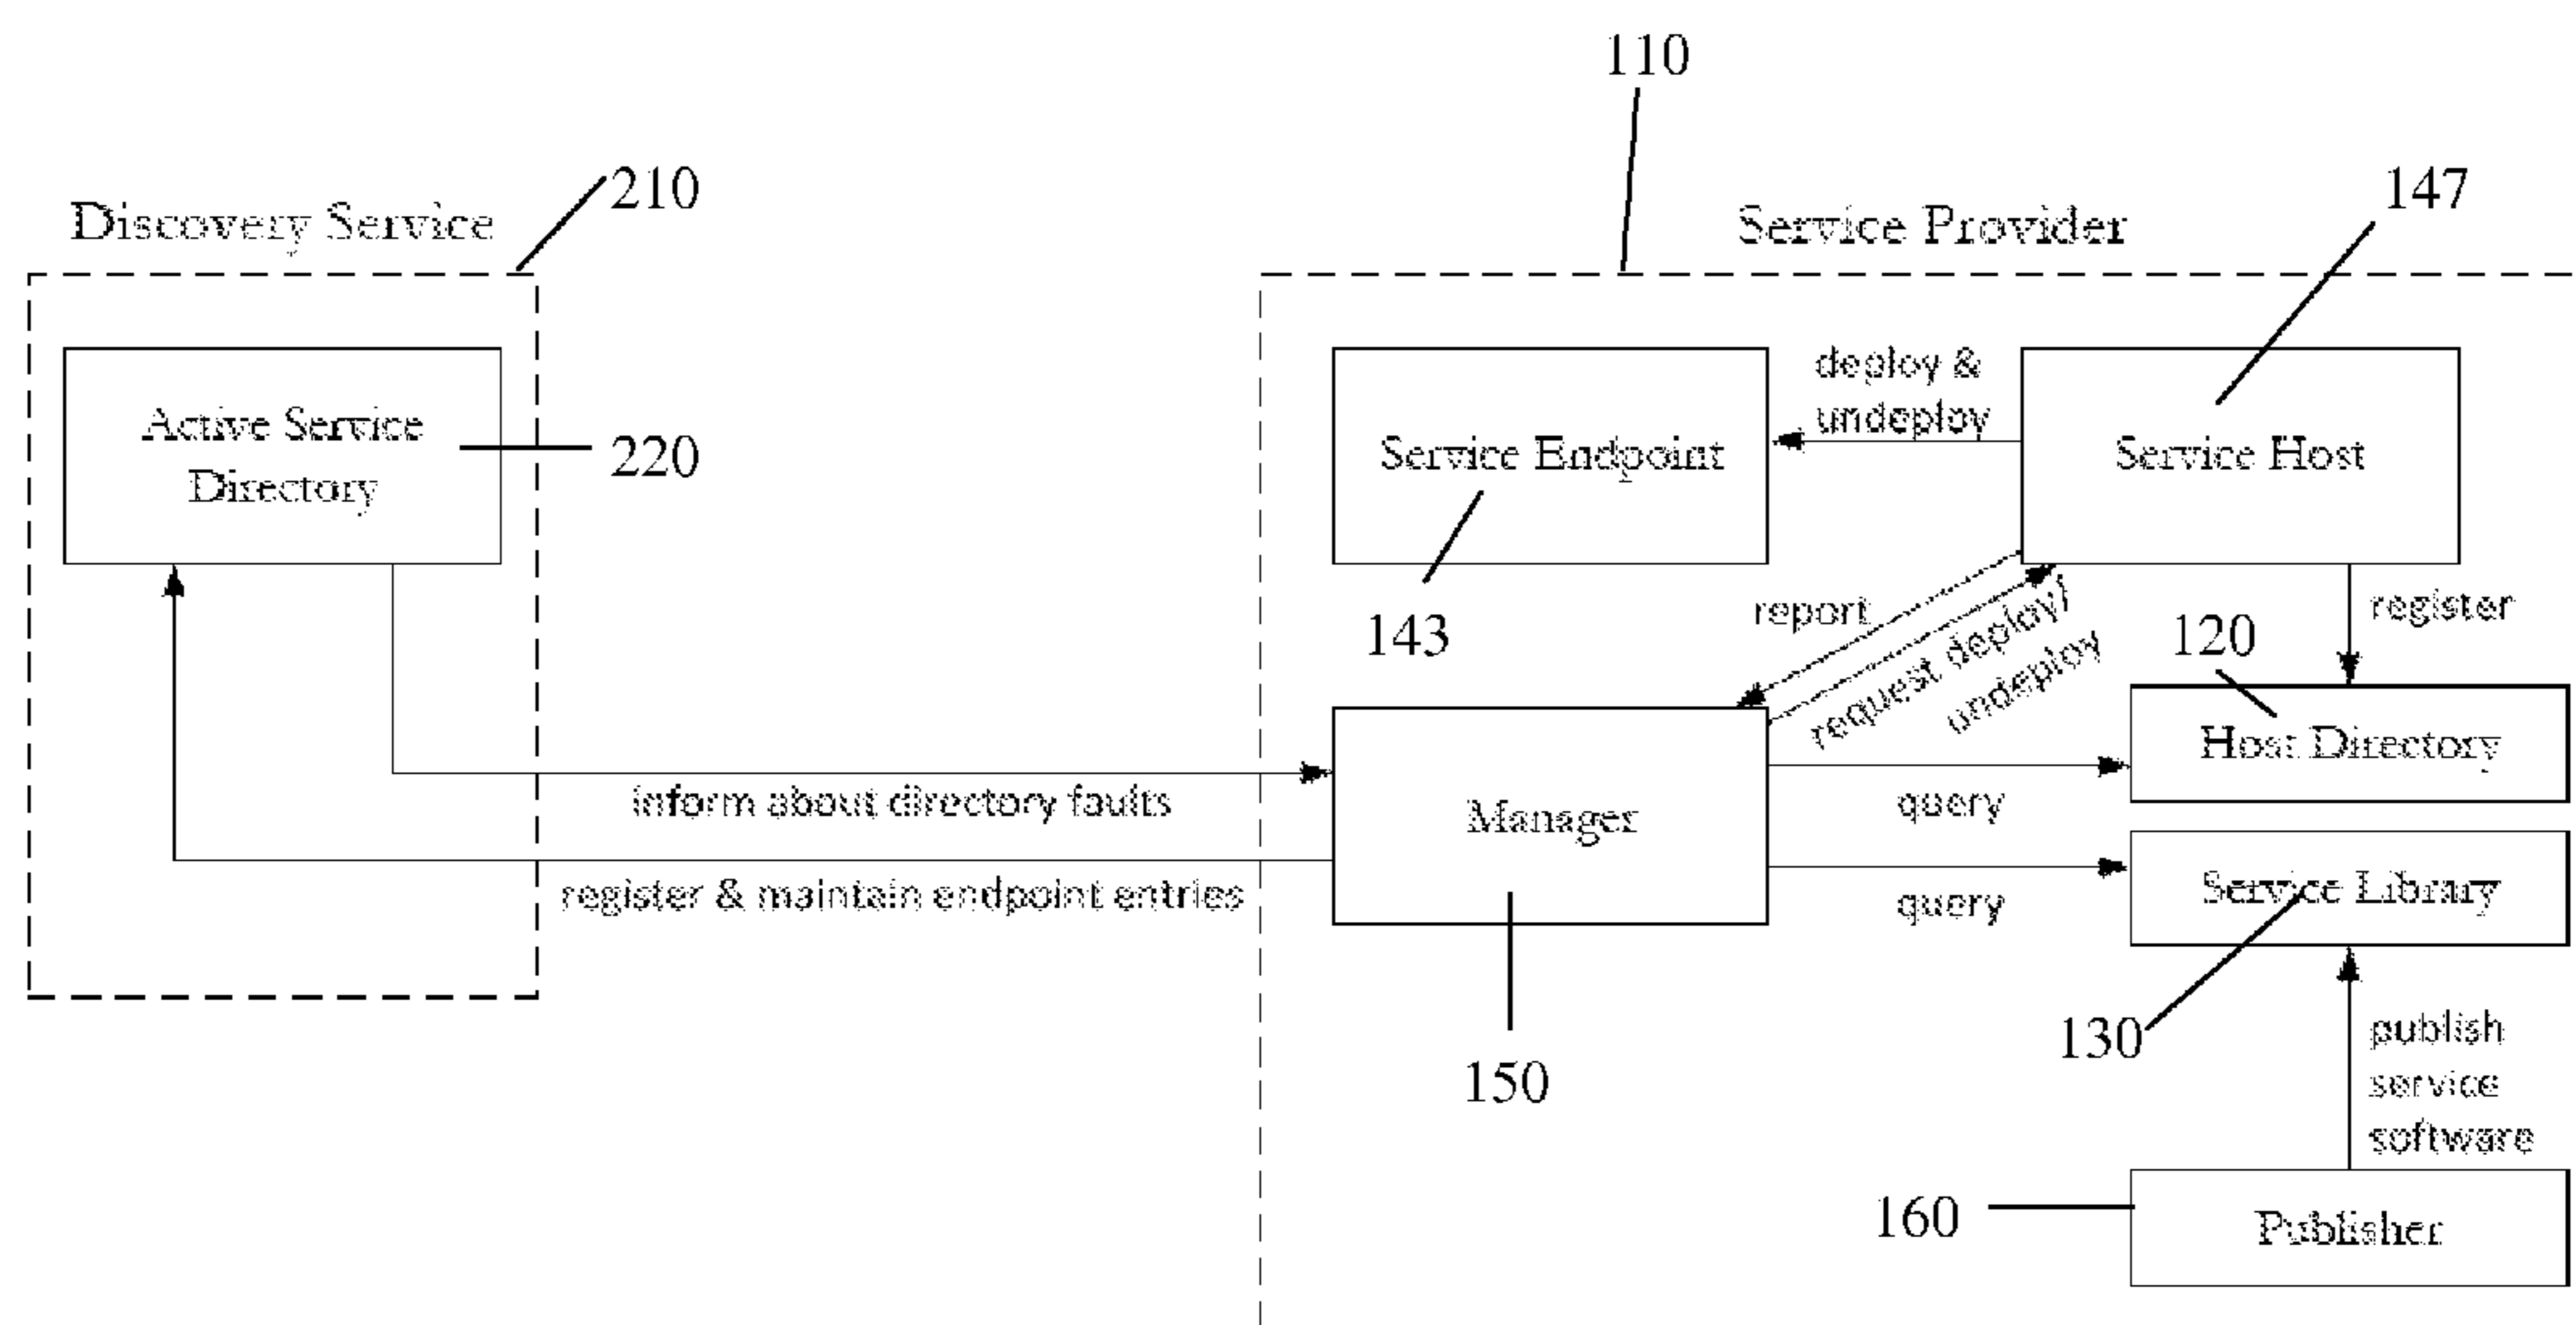 110
210
147
Discovery Service
Service Provider
deploy &
undeploy
Active Service
Directory
220
Service Endpoint
Service Host
143
report
request deploy/
undeploy
register
120
Host Directory
inform about directory faults
Manager
query
register & maintain endpoint entries
query
Service Library
150
130
publish
service
software
160
Publisher